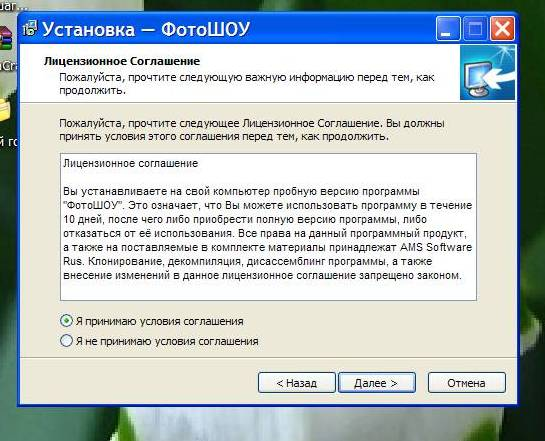 Установка — ФотоШОУ
Лицензионное Соглашение
Пожалуйста, прочтите следующую важную информацию перед тем, как
продолжить.
Пожалуйста, прочтите следующее Лицензионное Соглашение. Вы должны
принять условия этого соглашения перед тем, как продолжить.
Лицензионное соглашение
Вы устанавливаете на свой компьютер пробную версию программы
"ФотоШОУ". Это означает, что Вы можете использовать программу в течение
10 дней, после чего либо приобрести полную версию программы, либо
отказаться от её использования. Все права на данный программный продукт,
а также на поставляемые в комплекте материалы принадлежат AMS Software
Rus. Клонирование, декомпиляция, дисассемблинг программы, а также
внесение изменений в данное лицензионное соглашение запрещено законом.
Я принимаю условия соглашения
Я не принимаю условия соглашения
< Назад
Далее >
Отмена